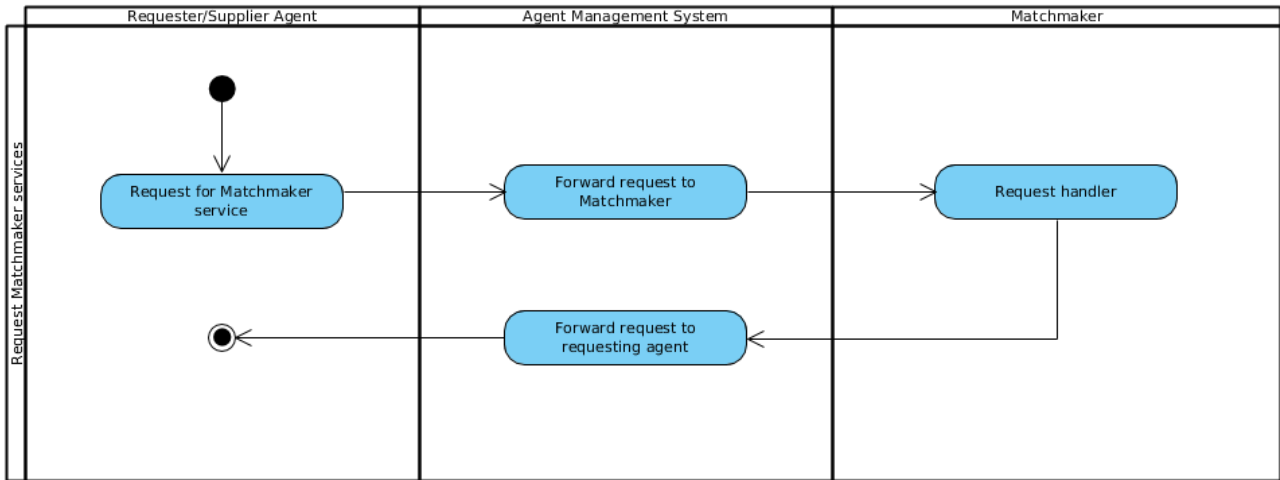 Requester/Supplier Agent
Agent Management System
Matchmaker
Request Matchmaker services
Request for Matchmaker
service
Forward request to
Matchmaker
Request handler
Forward request to
requesting agent